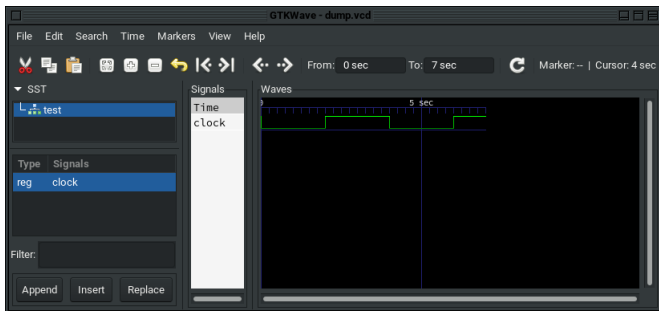 GTKWave - dump.vcd
File Edit Search Time Markers View Help
From: 0 sec To: 7 sec Marker: -- | Cursor: 4 sec
SST
test
Type Signals
reg clock
Filter:
Append Insert Replace
Signals
Time
clock
Waves
5 sec